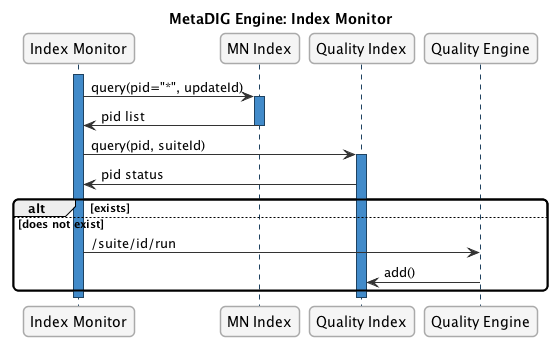 MetaDIG Engine: Index Monitor
Index Monitor
MN Index
Quality Index
Quality Engine
query(pid="*", updateId)
pid list
query(pid, suiteId)
pid status
alt
[exists]
[does not exist]
/suite/id/run
add()
Index Monitor
MN Index
Quality Index
Quality Engine